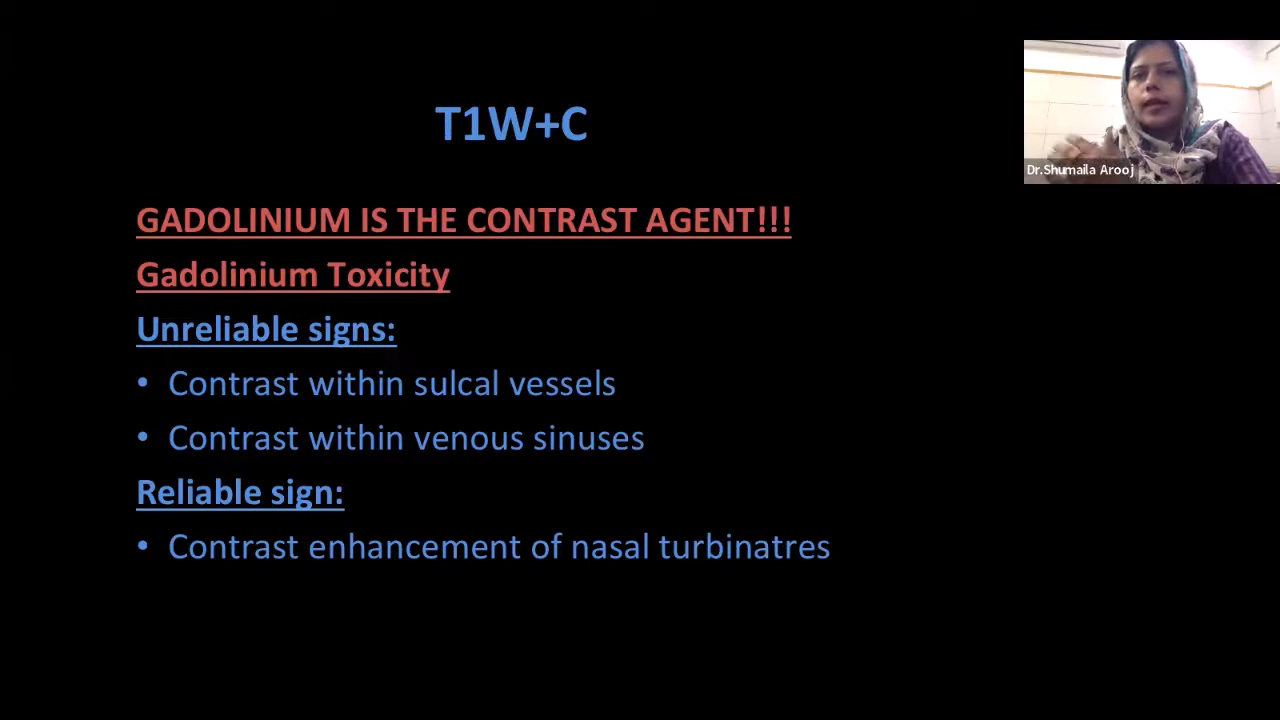 T1W+C
Dr.Shumaila Arooj
GADOLINIUM IS THE CONTRAST AGENT!!!
Gadolinium Toxicity
Unreliable signs:
• Contrast within sulcal vessels
• Contrast within venous sinuses
Reliable sign:
• Contrast enhancement of nasal turbinatres